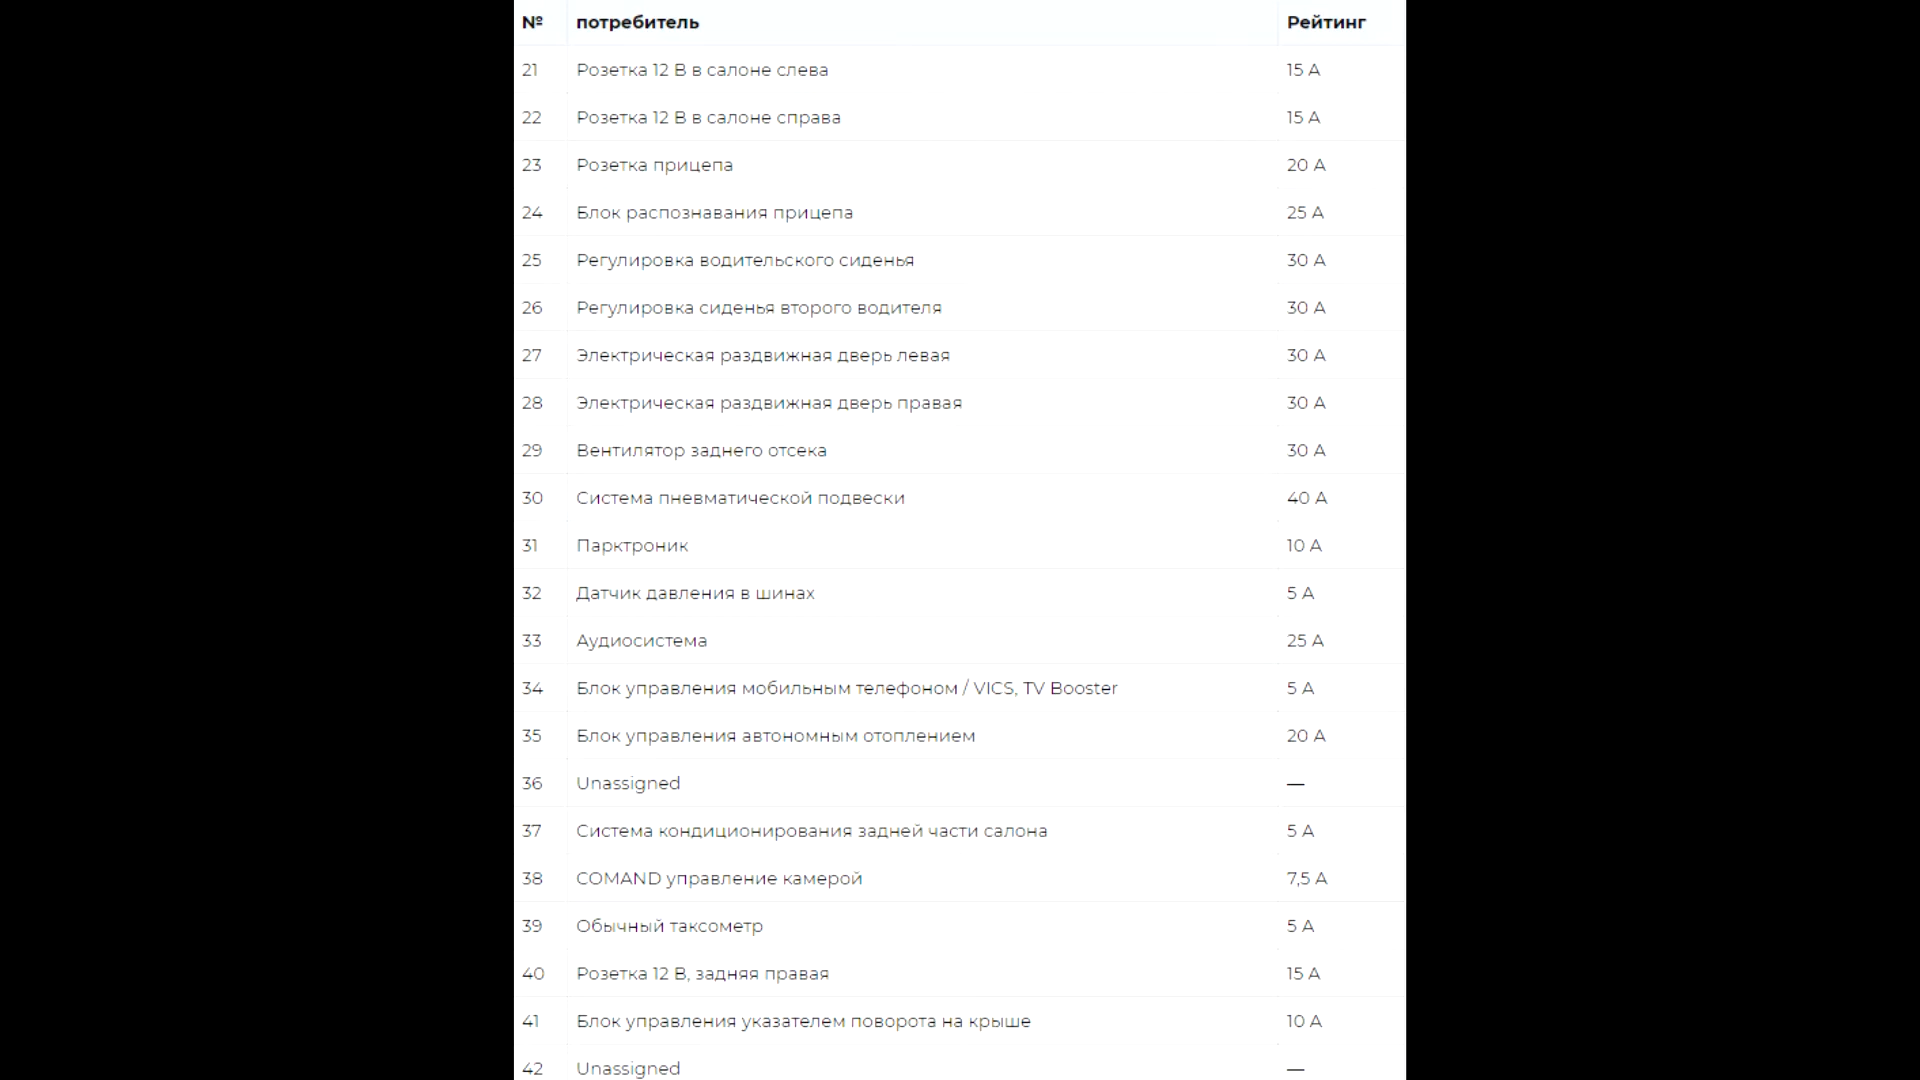 № потребитель Рейтинг
21 Розетка 12 В в салоне слева 15 А
22 Розетка 12 В в салоне справа 15 А
23 Розетка прицепа 20 А
24 Блок распознавания прицепа 25 А
25 Регулировка водительского сиденья 30 А
26 Регулировка сиденья второго водителя 30 А
27 Электрическая раздвижная дверь левая 30 А
28 Электрическая раздвижная дверь правая 30 А
29 Вентилятор заднего отсека 30 А
30 Система пневматической подвески 40 А
31 Парктроник 10 А
32 Датчик давления в шинах 5 А
33 Аудиосистема 25 А
34 Блок управления мобильным телефоном / VICS, TV Booster 5 А
35 Блок управления автономным отоплением 20 А
36 Unassigned —
37 Система кондиционирования задней части салона 5 А
38 COMAND управление камерой 7,5 А
39 Обычный таксометр 5 А
40 Розетка 12 В, задняя правая 15 А
41 Блок управления указателем поворота на крыше 10 А
42 Unassigned —